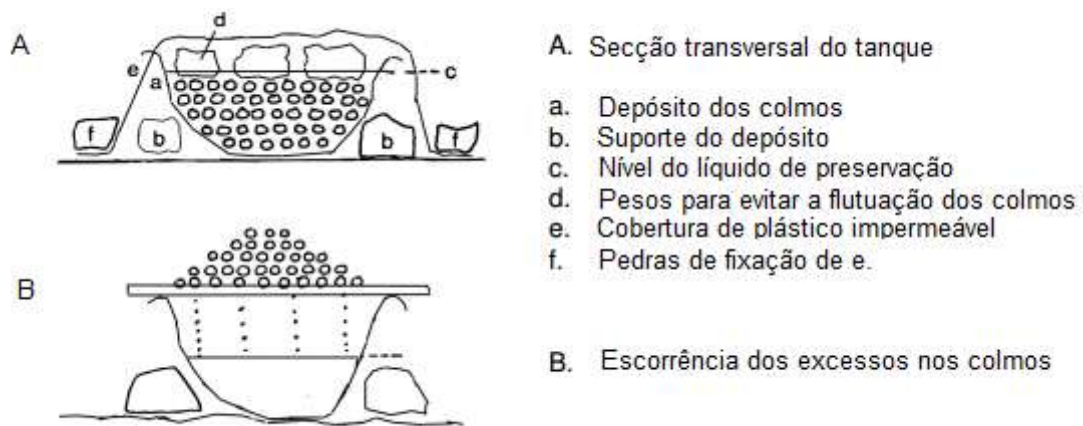 A
d
e
a
c
f
b
b
f
B
A. Secção transversal do tanque
a. Depósito dos colmos
b. Suporte do depósito
c. Nível do líquido de preservação
d. Pesos para evitar a flutuação dos colmos
e. Cobertura de plástico impermeável
f. Pedras de fixação de e.
B. Escorrência dos excessos nos colmos